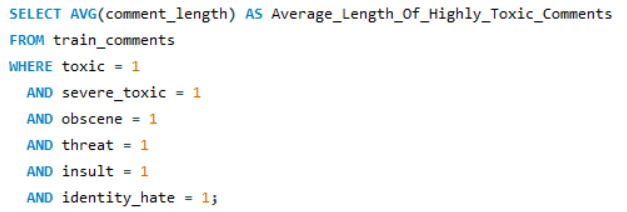 SELECT AVG(comment_length) AS Average_Length_Of_Highly_Toxic_Comments
FROM train_comments
WHERE toxic = 1
  AND severe_toxic = 1
  AND obscene = 1
  AND threat = 1
  AND insult = 1
  AND identity_hate = 1;